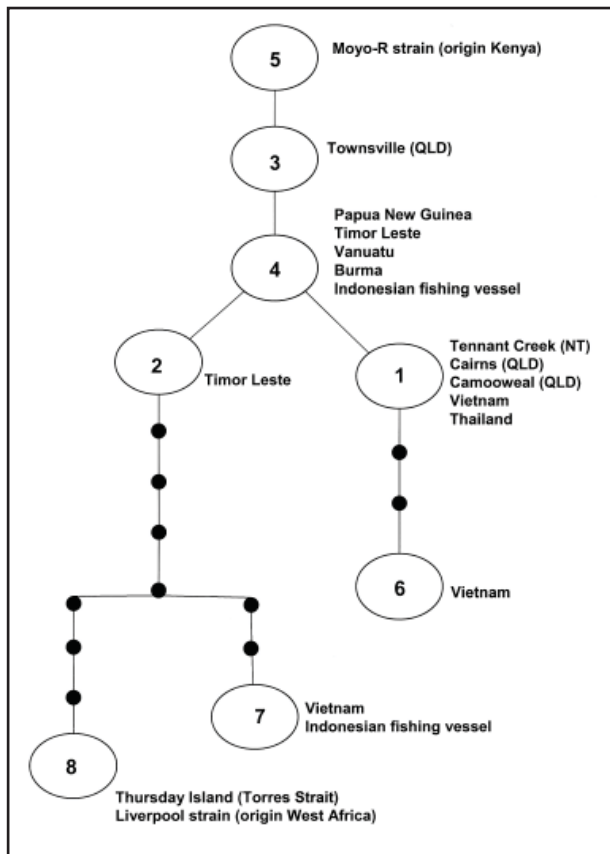 5
Moyo-R strain (origin Kenya)
3
Townsville (QLD)
4
Papua New Guinea
Timor Leste
Vanuatu
Burma
Indonesian fishing vessel
2
Timor Leste
1
Tennant Creek (NT)
Cairns (QLD)
Camooweal (QLD)
Vietnam
Thailand
6
Vietnam
7
Vietnam
Indonesian fishing vessel
8
Thursday Island (Torres Strait)
Liverpool strain (origin West Africa)